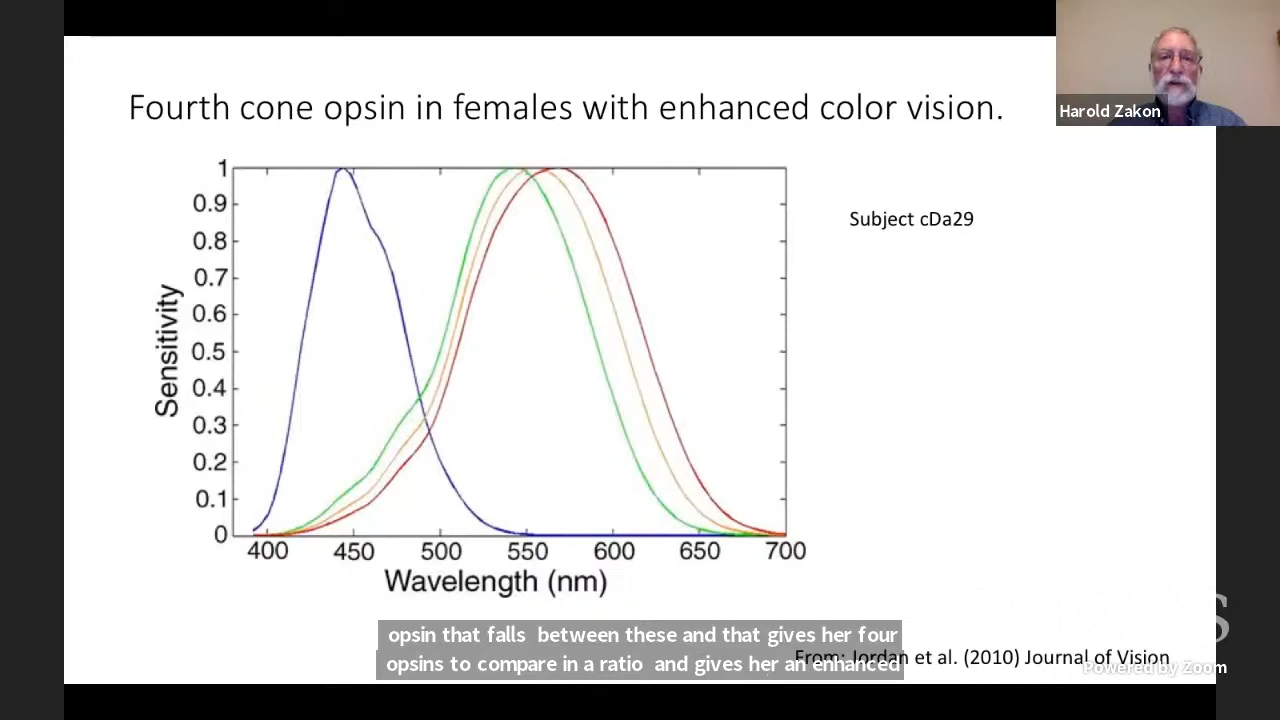 Fourth cone opsin in females with enhanced color vision.
Harold Zakon
Subject cDa29
1
0.9
0.8
0.7
0.6
0.5
0.4
0.3
0.2
0.1
0
Sensitivity
400 450 500 550 600 650 700
Wavelength (nm)
opsin that falls between these and that gives her four
opsins to compare in a ratio and gives her an enhanced
From: Jordan et al. (2010) Journal of Vision
Powered by Zoom